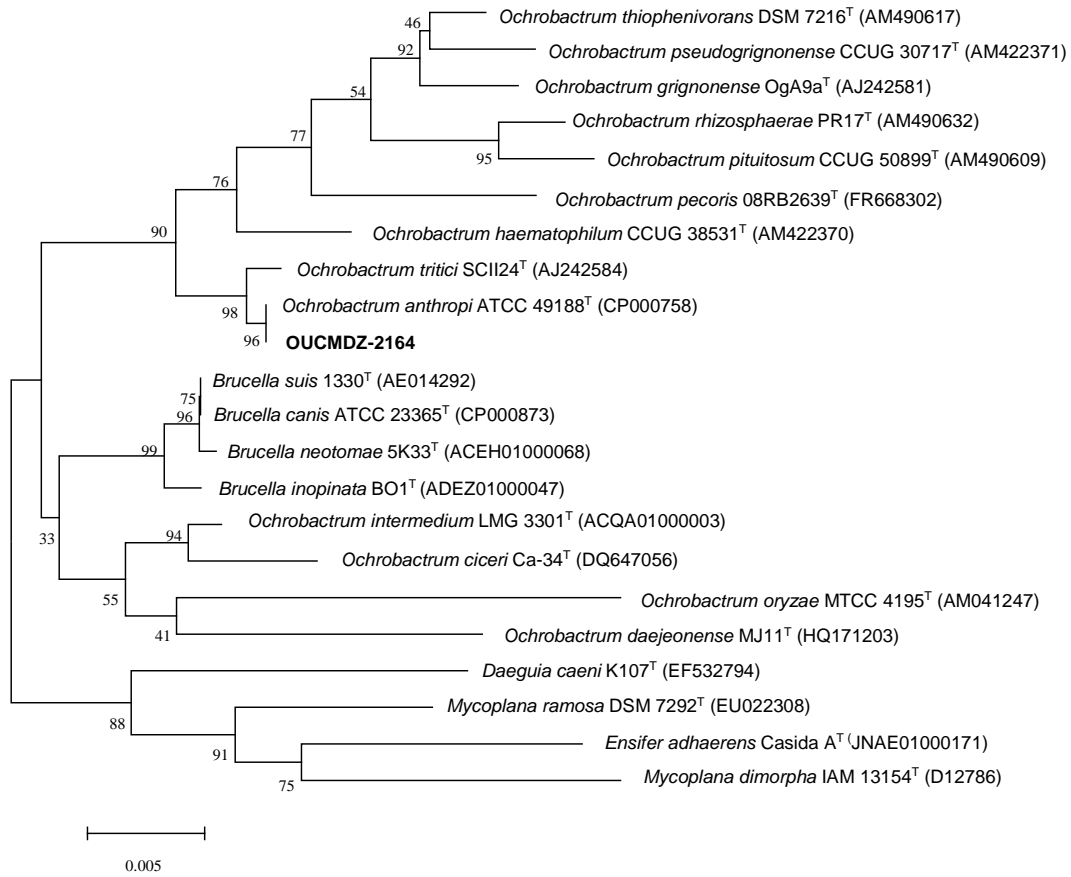 Ochrobactrum thiophenivorans DSM 7216ᵀ (AM490617)
46
Ochrobactrum pseudogrignonense CCUG 30717ᵀ (AM422371)
92
Ochrobactrum grignonense OgA9aᵀ (AJ242581)
54
Ochrobactrum rhizosphaerae PR17ᵀ (AM490632)
77
95
Ochrobactrum pituitosum CCUG 50899ᵀ (AM490609)
76
Ochrobactrum pecoris 08RB2639ᵀ (FR668302)
90
Ochrobactrum haematophilum CCUG 38531ᵀ (AM422370)
Ochrobactrum tritici SCII24ᵀ (AJ242584)
98
Ochrobactrum anthropi ATCC 49188ᵀ (CP000758)
96
OUCMDZ-2164
Brucella suis 1330ᵀ (AE014292)
75
Brucella canis ATCC 23365ᵀ (CP000873)
96
Brucella neotomae 5K33ᵀ (ACEH01000068)
99
Brucella inopinata BO1ᵀ (ADEZ01000047)
33
Ochrobactrum intermedium LMG 3301ᵀ (ACQA01000003)
94
Ochrobactrum ciceri Ca-34ᵀ (DQ647056)
55
Ochrobactrum oryzae MTCC 4195ᵀ (AM041247)
41
Ochrobactrum daejeonense MJ11ᵀ (HQ171203)
Daeguia caeni K107ᵀ (EF532794)
88
Mycoplana ramosa DSM 7292ᵀ (EU022308)
91
Ensifer adhaerens Casida Aᵀ ⁽JNAE01000171)
75
Mycoplana dimorpha IAM 13154ᵀ (D12786)
0.005